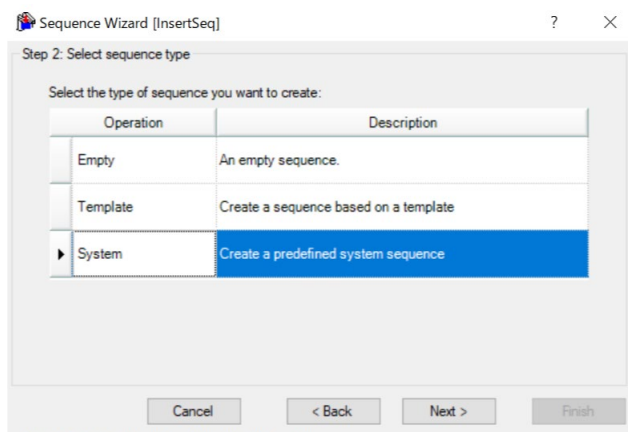 Sequence Wizard [InsertSeq]
?
Step 2: Select sequence type
Select the type of sequence you want to create:
Operation Description
Empty An empty sequence.
Template Create a sequence based on a template
System Create a predefined system sequence
Cancel < Back Next > Finish